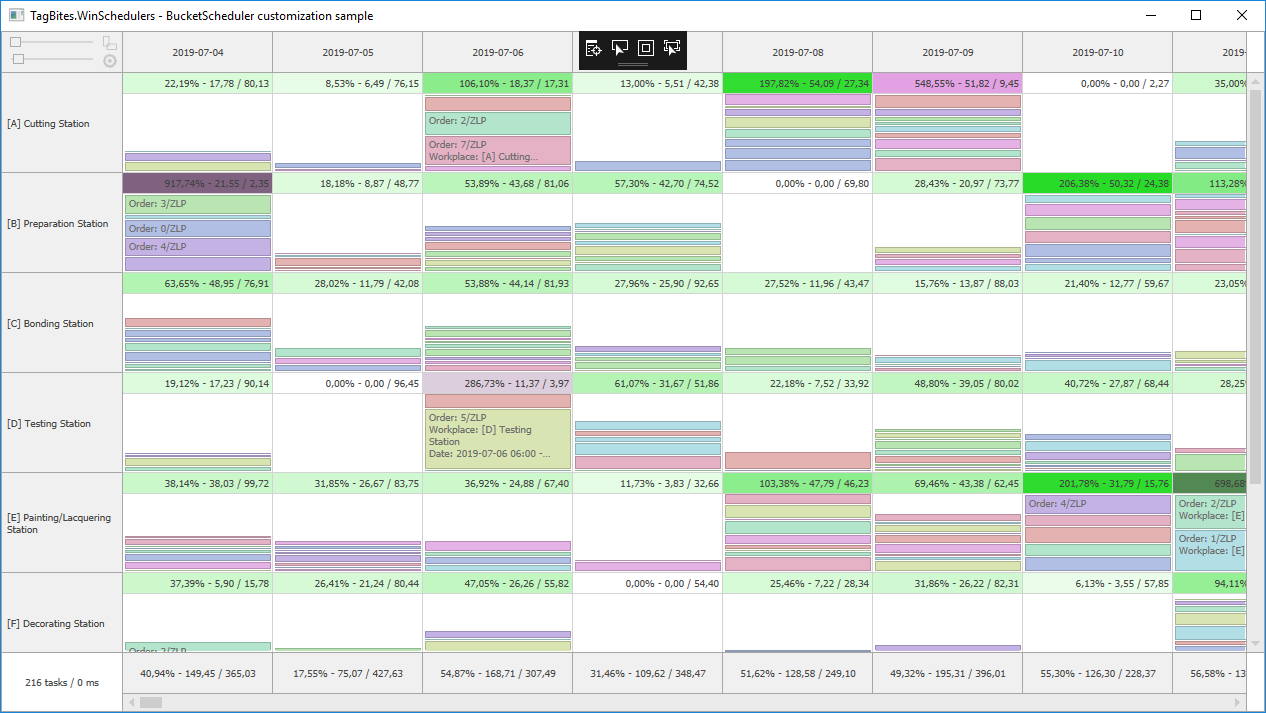 TagBites.WinSchedulers - BucketScheduler customization sample
2019-07-04 2019-07-05 2019-07-06 2019-07-08 2019-07-09 2019-07-10 2019-
22,19% - 17,78 / 80,13 8,53% - 6,49 / 76,15 106,10% - 18,37 / 17,31 13,00% - 5,51 / 42,38 197,82% - 54,09 / 27,34 548,55% - 51,82 / 9,45 0,00% - 0,00 / 2,27 35,00%
[A] Cutting Station
Order: 2/ZLP
Order: 7/ZLP
Workplace: [A] Cutting...
917,74% - 21,55 / 2,35 18,18% - 8,87 / 48,77 53,89% - 43,68 / 81,06 57,30% - 42,70 / 74,52 0,00% - 0,00 / 69,80 28,43% - 20,97 / 73,77 206,38% - 50,32 / 24,38 113,28%
[B] Preparation Station
Order: 3/ZLP
Order: 0/ZLP
Order: 4/ZLP
63,65% - 48,95 / 76,91 28,02% - 11,79 / 42,08 53,88% - 44,14 / 81,93 27,96% - 25,90 / 92,65 27,52% - 11,96 / 43,47 15,76% - 13,87 / 88,03 21,40% - 12,77 / 59,67 23,05%
[C] Bonding Station
19,12% - 17,23 / 90,14 0,00% - 0,00 / 96,45 286,73% - 11,37 / 3,97 61,07% - 31,67 / 51,86 22,18% - 7,52 / 33,92 48,80% - 39,05 / 80,02 40,72% - 27,87 / 68,44 28,25%
[D] Testing Station
Order: 5/ZLP
Workplace: [D] Testing
Station
Date: 2019-07-06 06:00 -...
38,14% - 38,03 / 99,72 31,85% - 26,67 / 83,75 36,92% - 24,88 / 67,40 11,73% - 3,83 / 32,66 103,38% - 47,79 / 46,23 69,46% - 43,38 / 62,45 201,78% - 31,79 / 15,76 698,68%
[E] Painting/Lacquering
Station
Order: 4/ZLP
Order: 2/ZLP
Workplace: [E]
Order: 1/ZLP
Workplace: [E]
37,39% - 5,90 / 15,78 26,41% - 21,24 / 80,44 47,05% - 26,26 / 55,82 0,00% - 0,00 / 54,40 25,46% - 7,22 / 28,34 31,86% - 26,22 / 82,31 6,13% - 3,55 / 57,85 94,11%
[F] Decorating Station
Order: 2/ZLP
216 tasks / 0 ms
40,94% - 149,45 / 365,03 17,55% - 75,07 / 427,63 54,87% - 168,71 / 307,49 31,46% - 109,62 / 348,47 51,62% - 128,58 / 249,10 49,32% - 195,31 / 396,01 55,30% - 126,30 / 228,37 56,58% - 13